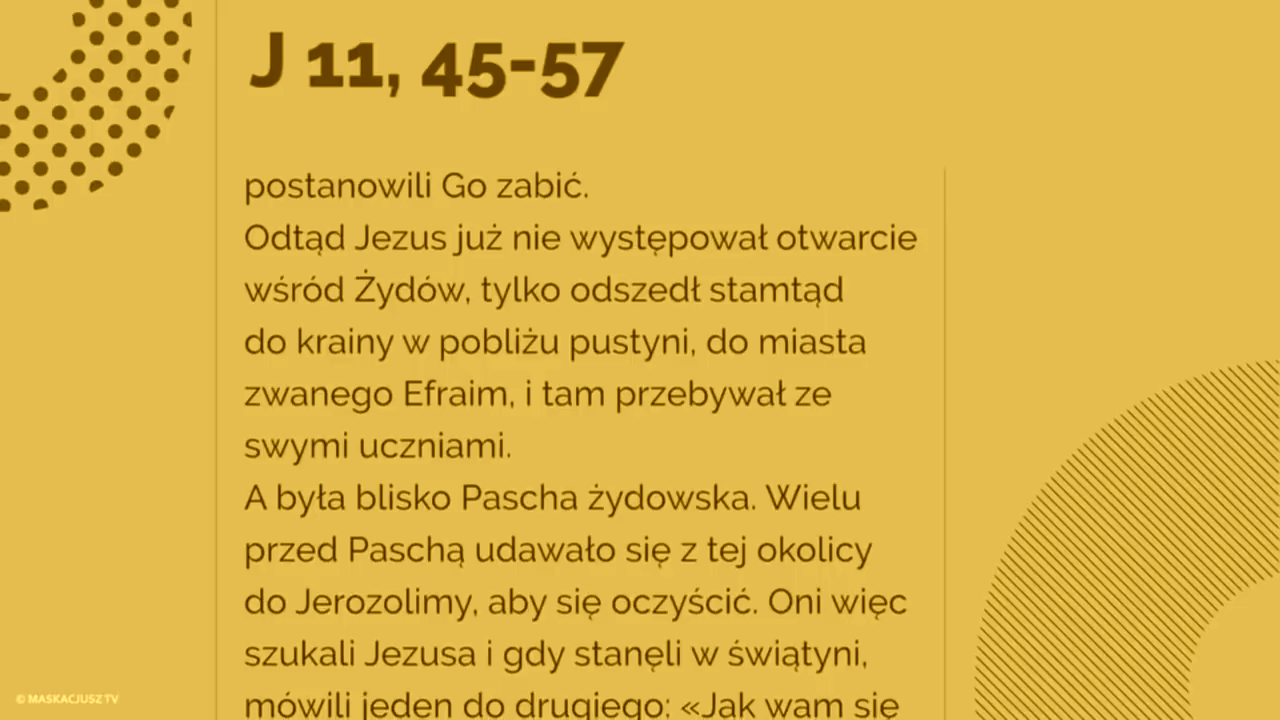 J 11, 45-57
postanowili Go zabić.
Odtąd Jezus już nie występował otwarcie
wśród Żydów, tylko odszedł stamtąd
do krainy w pobliżu pustyni, do miasta
zwanego Efraim, i tam przebywał ze
swymi uczniami.
A była blisko Pascha żydowska. Wielu
przed Paschą udawało się z tej okolicy
do Jerozolimy, aby się oczyścić. Oni więc
szukali Jezusa i gdy stanęli w świątyni,
mówili jeden do drugiego: «Jak wam się
© MASKACJUSZ TV